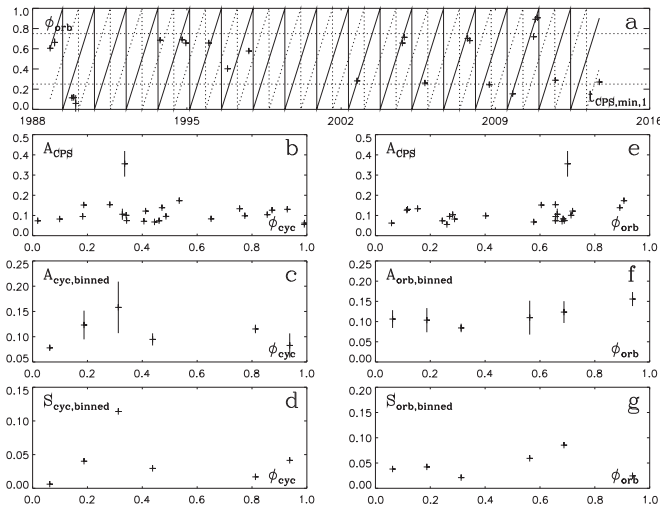 1.0 ϕorb a
0.8
0.6
0.4
0.2 tCPS,min,1
0.0
1988 1995 2002 2009 2016
0.5 ACPS b
0.4
0.3
0.2
0.1 ϕcyc
0.0
0.0 0.2 0.4 0.6 0.8 1.0
0.5 ACPS e
0.4
0.3
0.2
0.1 ϕorb
0.0
0.0 0.2 0.4 0.6 0.8 1.0
0.25 Acyc,binned c
0.20
0.15
0.10 ϕcyc
0.05
0.0 0.2 0.4 0.6 0.8 1.0
0.20 Aorb,binned f
0.15
0.10
0.05 ϕorb
0.00
0.0 0.2 0.4 0.6 0.8 1.0
0.15 Scyc,binned d
0.10
0.05 ϕcyc
0.00
0.0 0.2 0.4 0.6 0.8 1.0
0.20 Sorb,binned g
0.15
0.10
0.05 ϕorb
0.00
0.0 0.2 0.4 0.6 0.8 1.0